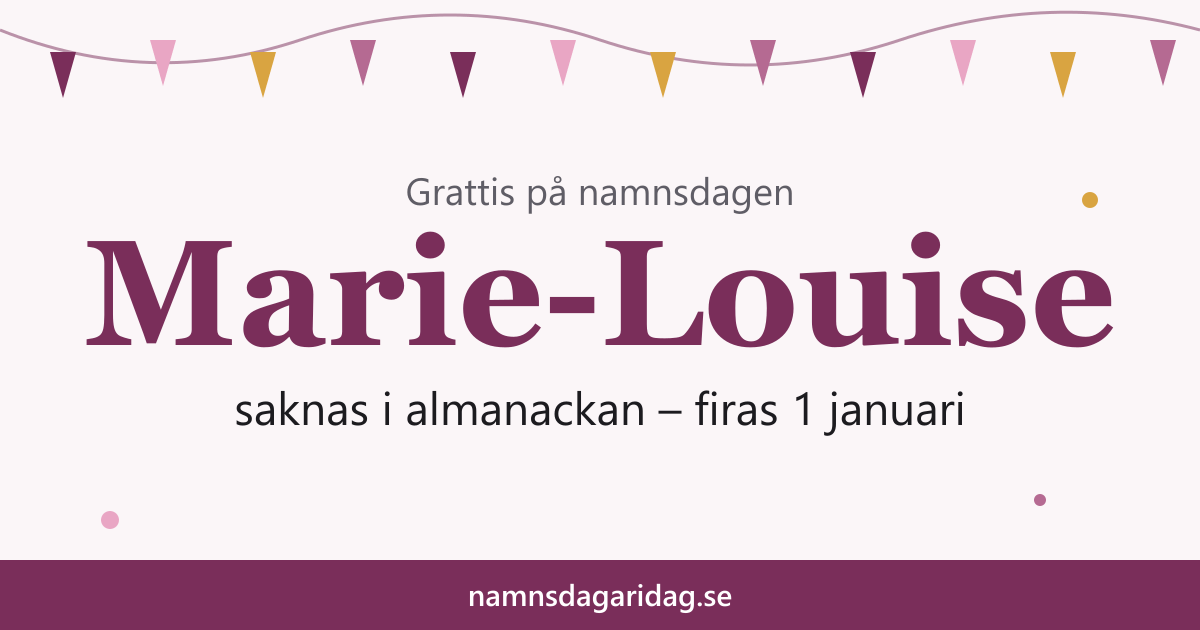 Grattis på namnsdagen
Marie-Louise
saknas i almanackan – firas 1 januari
namnsdagaridag.se